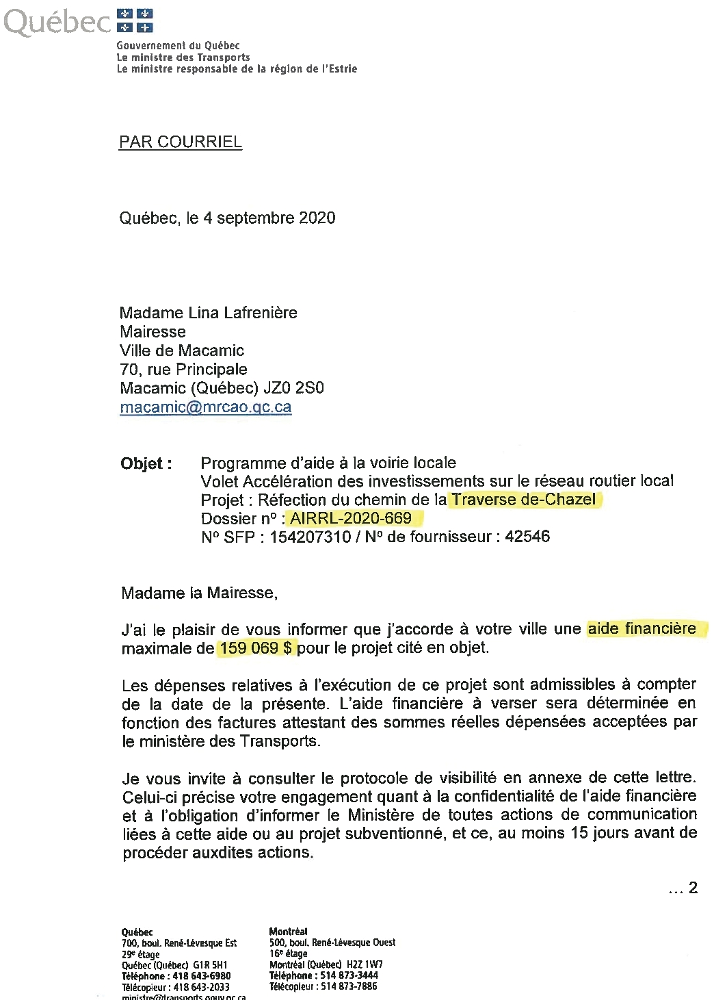 Québec
Gouvernement du Québec
Le ministre des Transports
Le ministre responsable de la région de l'Estrie
PAR COURRIEL
Québec, le 4 septembre 2020
Madame Lina Lafrenière
Mairesse
Ville de Macamic
70, rue Principale
Macamic (Québec) JZ0 2S0
macamic@mrcao.qc.ca
Objet : Programme d'aide à la voirie locale
Volet Accélération des investissements sur le réseau routier local
Projet : Réfection du chemin de la Traverse de-Chazel
Dossier nº : AIRRL-2020-669
Nº SFP : 154207310 / Nº de fournisseur : 42546
Madame la Mairesse,
J'ai le plaisir de vous informer que j'accorde à votre ville une aide financière
maximale de 159 069 $ pour le projet cité en objet.
Les dépenses relatives à l'exécution de ce projet sont admissibles à compter
de la date de la présente. L'aide financière à verser sera déterminée en
fonction des factures attestant des sommes réelles dépensées acceptées par
le ministère des Transports.
Je vous invite à consulter le protocole de visibilité en annexe de cette lettre.
Celui-ci précise votre engagement quant à la confidentialité de l'aide financière
et à l'obligation d'informer le Ministère de toutes actions de communication
liées à cette aide ou au projet subventionné, et ce, au moins 15 jours avant de
procéder auxdites actions.
... 2
Québec
700, boul. René-Lévesque Est
29e étage
Québec (Québec) G1R 5H1
Téléphone : 418 643-6980
Télécopieur : 418 643-2033
ministre@transports.gouv.qc.ca
Montréal
500, boul. René-Lévesque Ouest
16e étage
Montréal (Québec) H2Z 1W7
Téléphone : 514 873-3444
Télécopieur : 514 873-7886